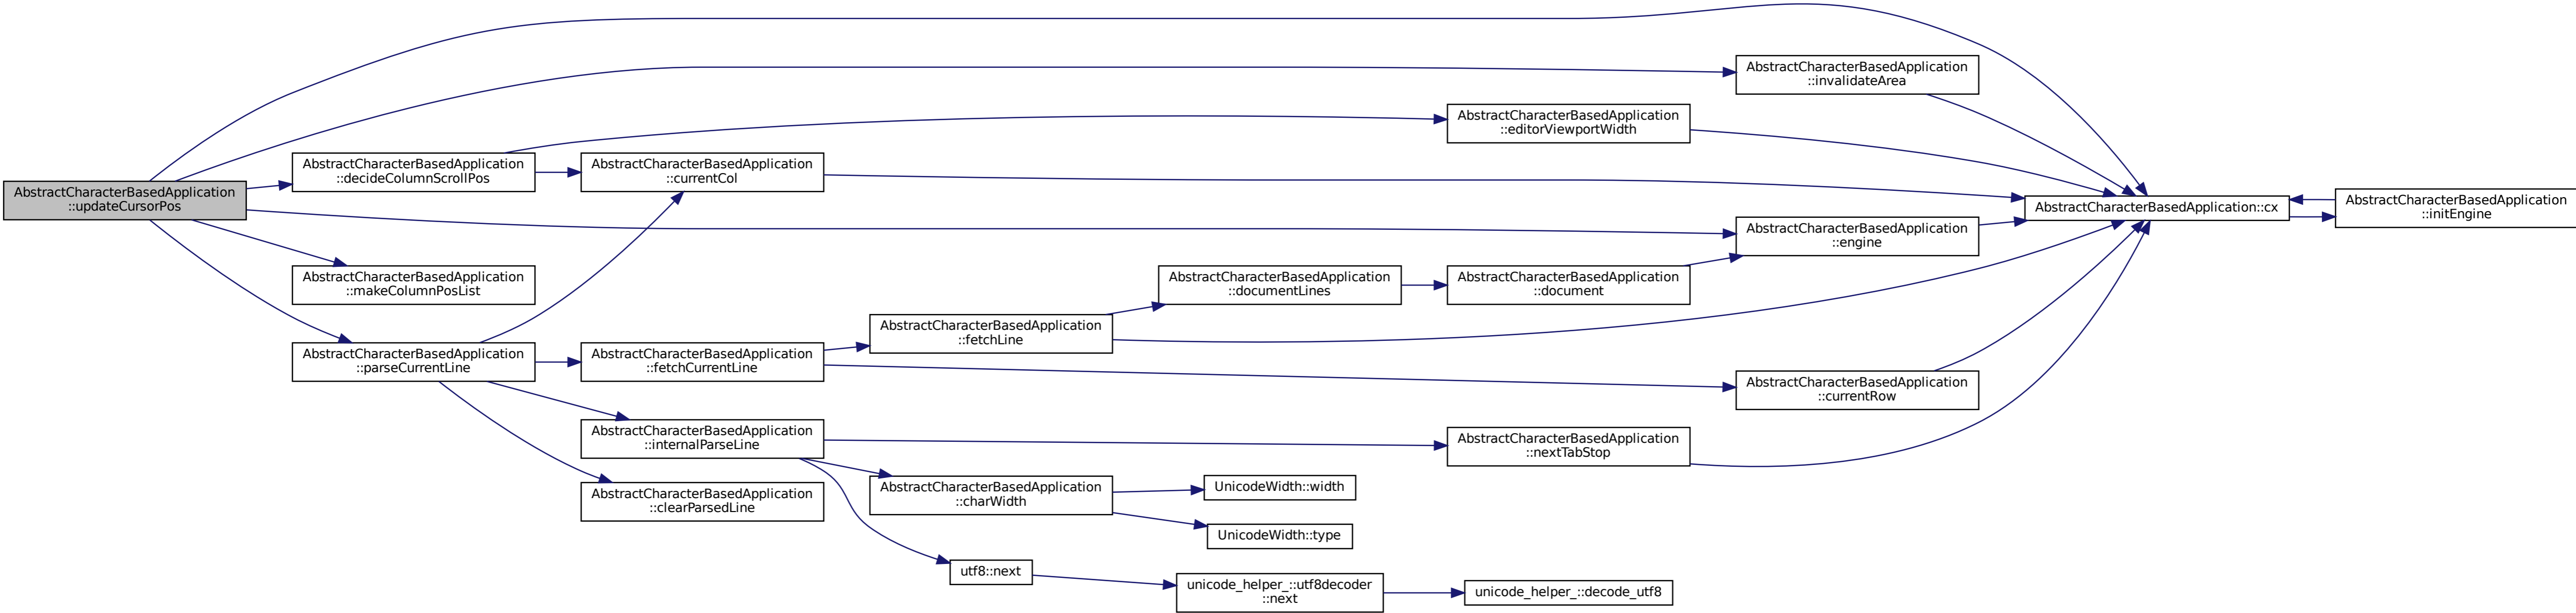 AbstractCharacterBasedApplication
::updateCursorPos
AbstractCharacterBasedApplication
::decideColumnScrollPos
AbstractCharacterBasedApplication
::makeColumnPosList
AbstractCharacterBasedApplication
::parseCurrentLine
AbstractCharacterBasedApplication
::currentCol
AbstractCharacterBasedApplication
::fetchCurrentLine
AbstractCharacterBasedApplication
::internalParseLine
AbstractCharacterBasedApplication
::clearParsedLine
AbstractCharacterBasedApplication
::fetchLine
AbstractCharacterBasedApplication
::charWidth
utf8::next
AbstractCharacterBasedApplication
::documentLines
UnicodeWidth::width
UnicodeWidth::type
unicode_helper_::utf8decoder
::next
AbstractCharacterBasedApplication
::editorViewportWidth
AbstractCharacterBasedApplication
::document
AbstractCharacterBasedApplication
::nextTabStop
unicode_helper_::decode_utf8
AbstractCharacterBasedApplication
::invalidateArea
AbstractCharacterBasedApplication
::engine
AbstractCharacterBasedApplication
::currentRow
AbstractCharacterBasedApplication::cx
AbstractCharacterBasedApplication
::initEngine